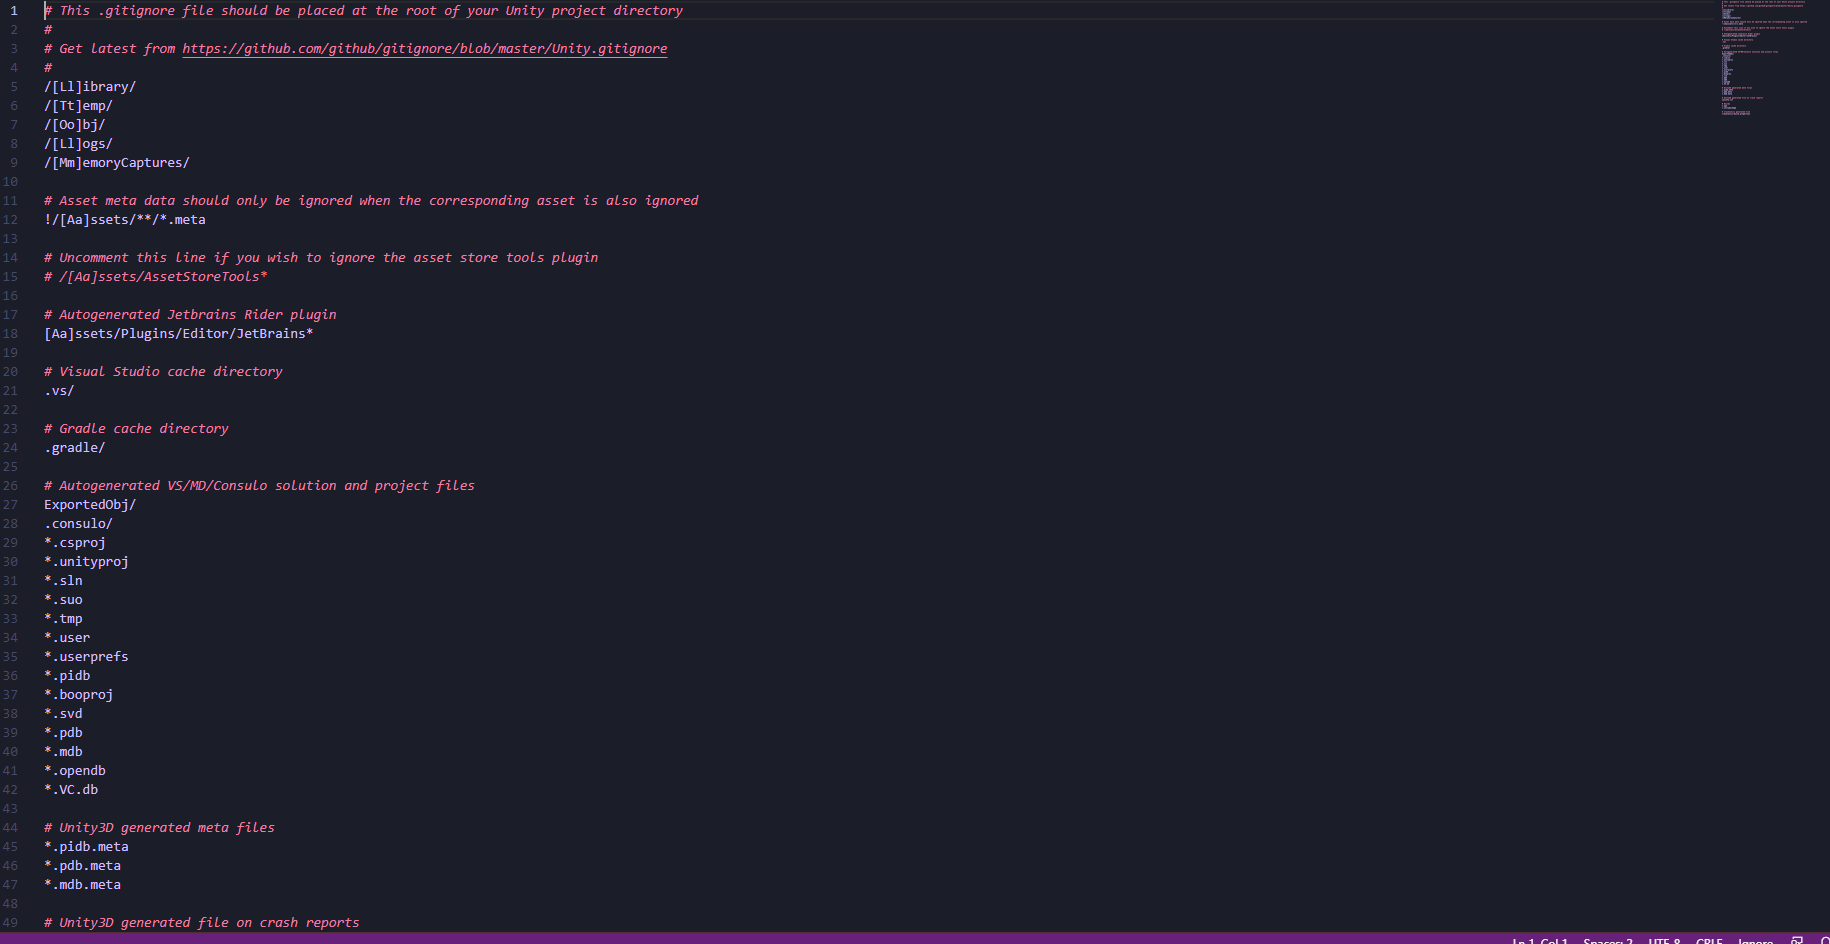 1 # This .gitignore file should be placed at the root of your Unity project directory
2 #
3 # Get latest from https://github.com/github/gitignore/blob/master/Unity.gitignore
4 #
5 /[Ll]ibrary/
6 /[Tt]emp/
7 /[Oo]bj/
8 /[Ll]ogs/
9 /[Mm]emoryCaptures/
10
11 # Asset meta data should only be ignored when the corresponding asset is also ignored
12 !/[Aa]ssets/**/*.meta
13
14 # Uncomment this line if you wish to ignore the asset store tools plugin
15 # /[Aa]ssets/AssetStoreTools*
16
17 # Autogenerated Jetbrains Rider plugin
18 [Aa]ssets/Plugins/Editor/JetBrains*
19
20 # Visual Studio cache directory
21 .vs/
22
23 # Gradle cache directory
24 .gradle/
25
26 # Autogenerated VS/MD/Consulo solution and project files
27 ExportedObj/
28 .consulo/
29 *.csproj
30 *.unityproj
31 *.sln
32 *.suo
33 *.tmp
34 *.user
35 *.userprefs
36 *.pidb
37 *.booproj
38 *.svd
39 *.pdb
40 *.mdb
41 *.opendb
42 *.VC.db
43
44 # Unity3D generated meta files
45 *.pidb.meta
46 *.pdb.meta
47 *.mdb.meta
48
49 # Unity3D generated file on crash reports
Ln 1, Col 1 Spaces: 2 UTF-8 CRLF Ignore